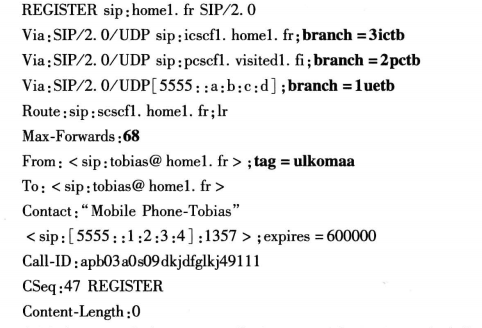 REGISTER sip:home1. fr SIP/2. 0
Via:SIP/2. 0/UDP sip:icscf1. home1. fr;branch =3ictb
Via:SIP/2. 0/UDP sip:pcscf1. visited1. fi;branch =2pctb
Via:SIP/2. 0/UDP[5555::a:b:c:d];branch =1uetb
Route:sip:scscf1. home1. fr;lr
Max-Forwards:68
From: < sip:tobias@ home1. fr > ;tag = ulkomaa
To: < sip:tobias@ home1. fr >
Contact:“Mobile Phone-Tobias”
< sip:[5555::1:2:3:4]:1357 > ;expires =600000
Call-ID:apb03a0s09dkjdfglkj49111
CSeq:47 REGISTER
Content-Length:0